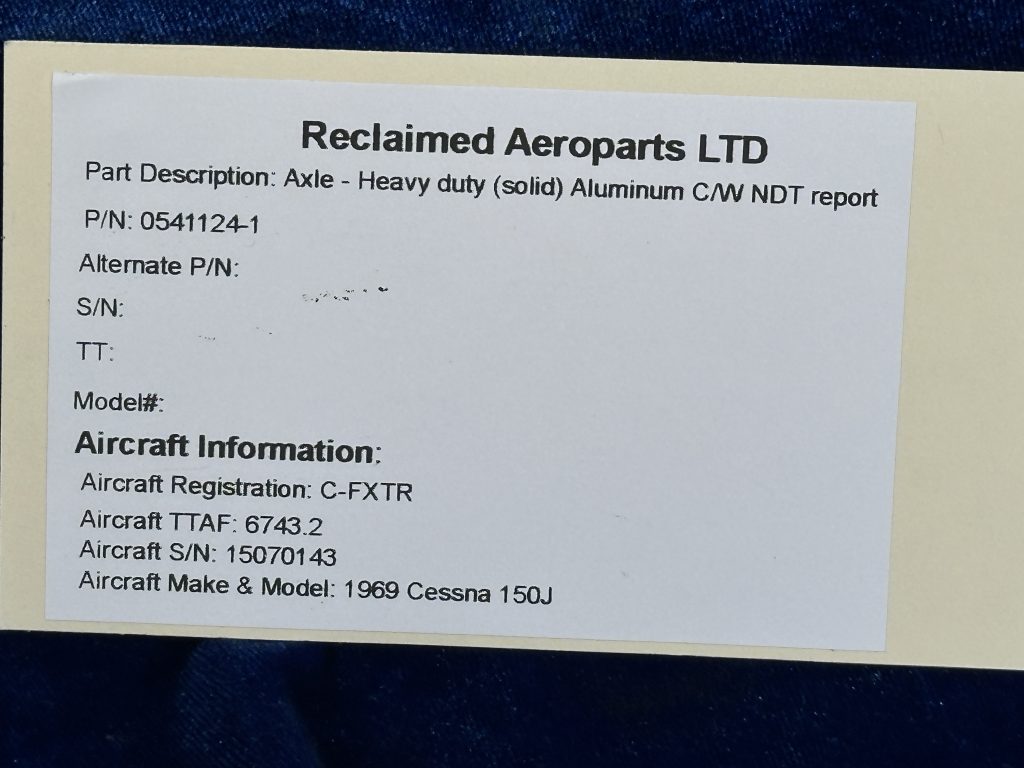 Reclaimed Aeroparts LTD
Part Description: Axle - Heavy duty (solid) Aluminum C/W NDT report
P/N: 0541124-1
Alternate P/N:
S/N:
TT:
Model#:
Aircraft Information:
Aircraft Registration: C-FXTR
Aircraft TTAF: 6743.2
Aircraft S/N: 15070143
Aircraft Make & Model: 1969 Cessna 150J